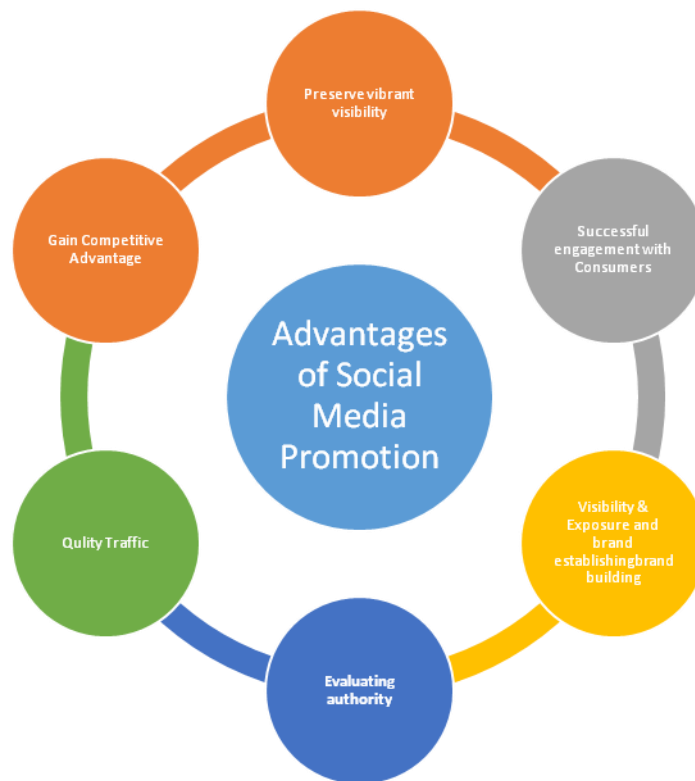 Preserve vibrant
visibility
Gain Competitive
Advantage
Successful
engagement with
Consumers
Advantages
of Social
Media
Promotion
Qulity Traffic
Visibility &
Exposure and
brand
establishingbrand
building
Evaluating
authority